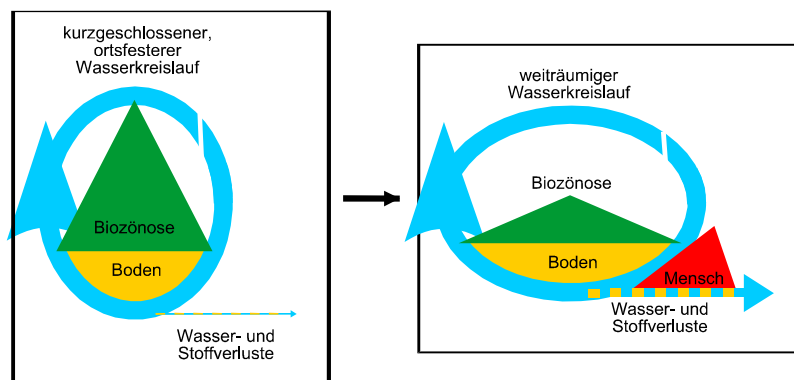 kurzgeschlossener,
ortsfesterer
Wasserkreislauf
Biozönose
Boden
Wasser- und
Stoffverluste
weiträumiger
Wasserkreislauf
Biozönose
Boden
Mensch
Wasser- und
Stoffverluste